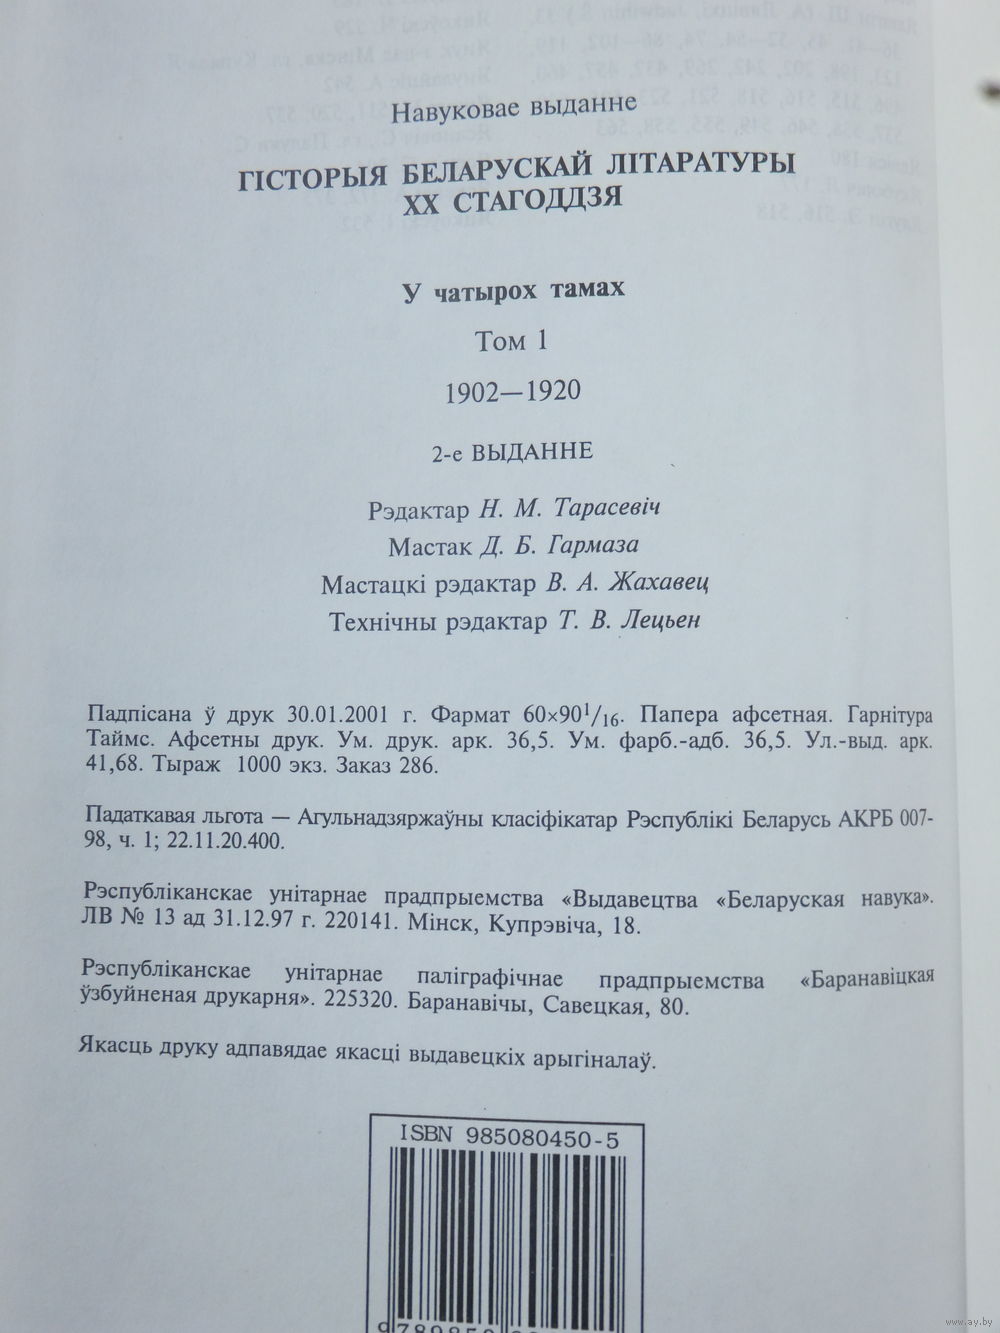 Навуковае выданне
ГІСТОРЫЯ БЕЛАРУСКАЙ ЛІТАРАТУРЫ
ХХ СТАГОДДЗЯ
У чатырох тамах
Том 1
1902—1920
2-е ВЫДАННЕ
Рэдактар Н. М. Тарасевіч
Мастак Д. Б. Гармаза
Мастацкі рэдактар В. А. Жахавец
Тэхнічны рэдактар Т. В. Лецьен
Падпісана ў друк 30.01.2001 г. Фармат 60×90¹/₁₆. Папера афсетная. Гарнітура
Таймс. Афсетны друк. Ум. друк. арк. 36,5. Ум. фарб.-адб. 36,5. Ул.-выд. арк.
41,68. Тыраж 1000 экз. Заказ 286.
Падаткавая льгота — Агульнадзяржаўны класіфікатар Рэспублікі Беларусь АКРБ 007-
98, ч. 1; 22.11.20.400.
Рэспубліканскае унітарнае прадпрыемства «Выдавецтва «Беларуская навука».
ЛВ № 13 ад 31.12.97 г. 220141. Мінск, Купрэвіча, 18.
Рэспубліканскае унітарнае паліграфічнае прадпрыемства «Баранавіцкая
ўзбуйненая друкарня». 225320. Баранавічы, Савецкая, 80.
Якасць друку адпавядае якасці выдавецкіх арыгіналаў.
ISBN 985080450-5
www.ay.by